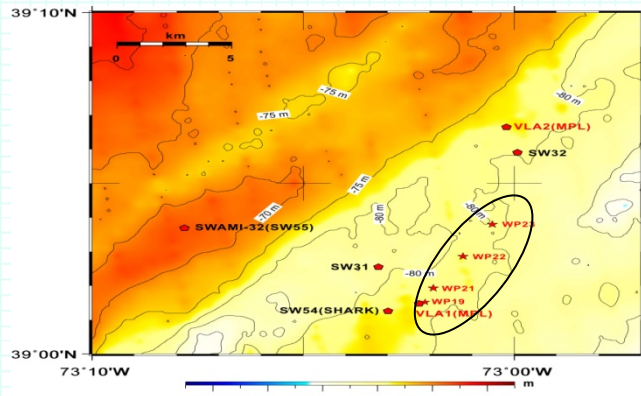 39°10'N
km
0 5
-75 m
-75 m
-80 m
VLA2(MPL)
SW32
-75 m
-70 m
-80 m
-80 m
SWAMI-32(SW55)
WP23
WP22
SW31
-80 m
WP21
WP19
SW54(SHARK)
VLA1(MPL)
39°00'N
73°10'W
73°00'W
m